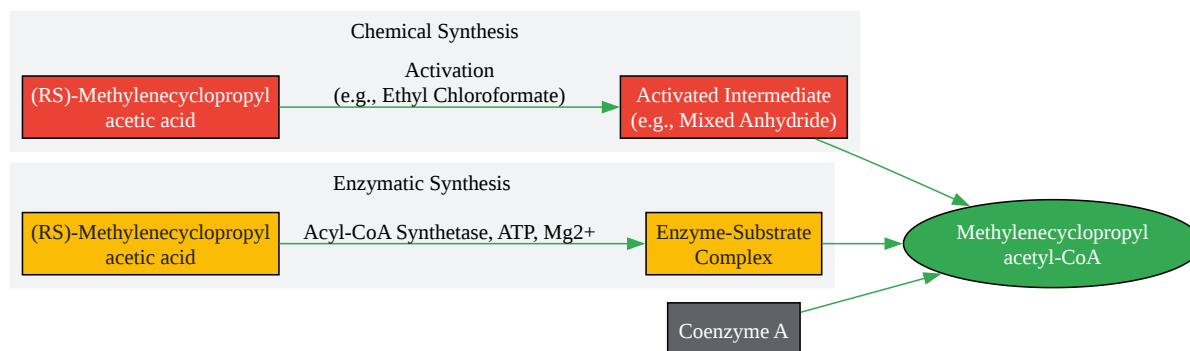 Chemical Synthesis
(RS)-Methylenecyclopropyl
acetic acid
Activation
(e.g., Ethyl Chloroformate)
Activated Intermediate
(e.g., Mixed Anhydride)
Enzymatic Synthesis
(RS)-Methylenecyclopropyl
acetic acid
Acyl-CoA Synthetase, ATP, Mg2+
Enzyme-Substrate
Complex
Methylenecyclopropyl
acetyl-CoA
Coenzyme A